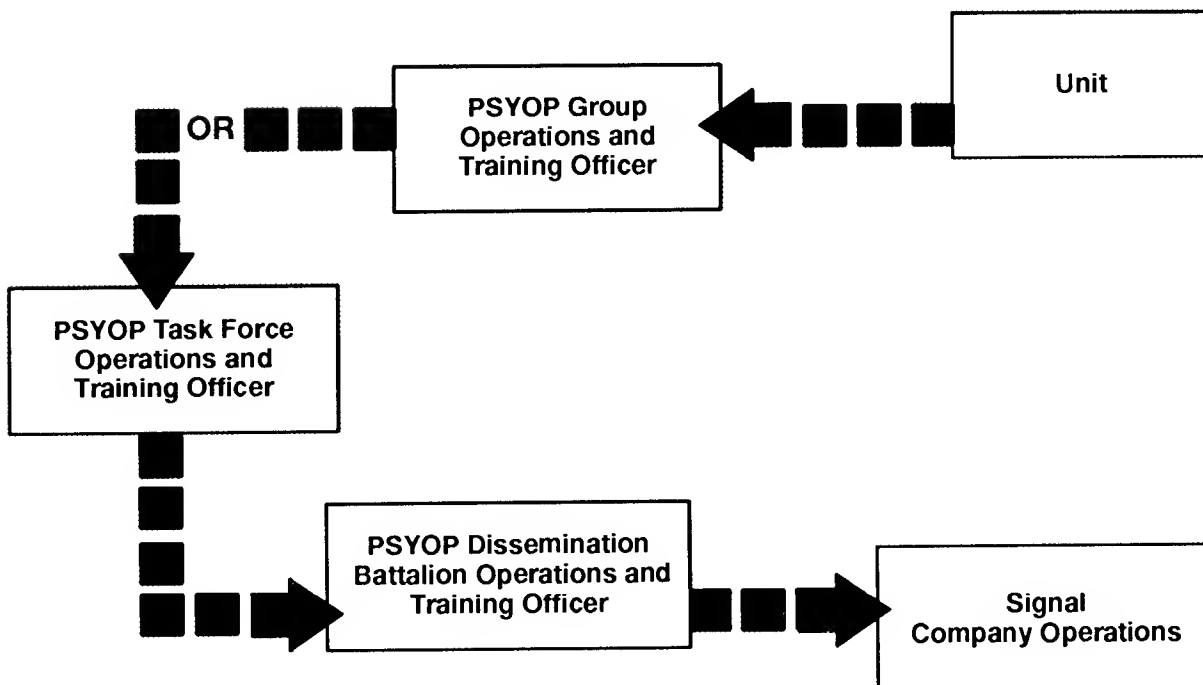 Unit
PSYOP Group
Operations and
Training Officer
OR
PSYOP Task Force
Operations and
Training Officer
PSYOP Dissemination
Battalion Operations and
Training Officer
Signal
Company Operations